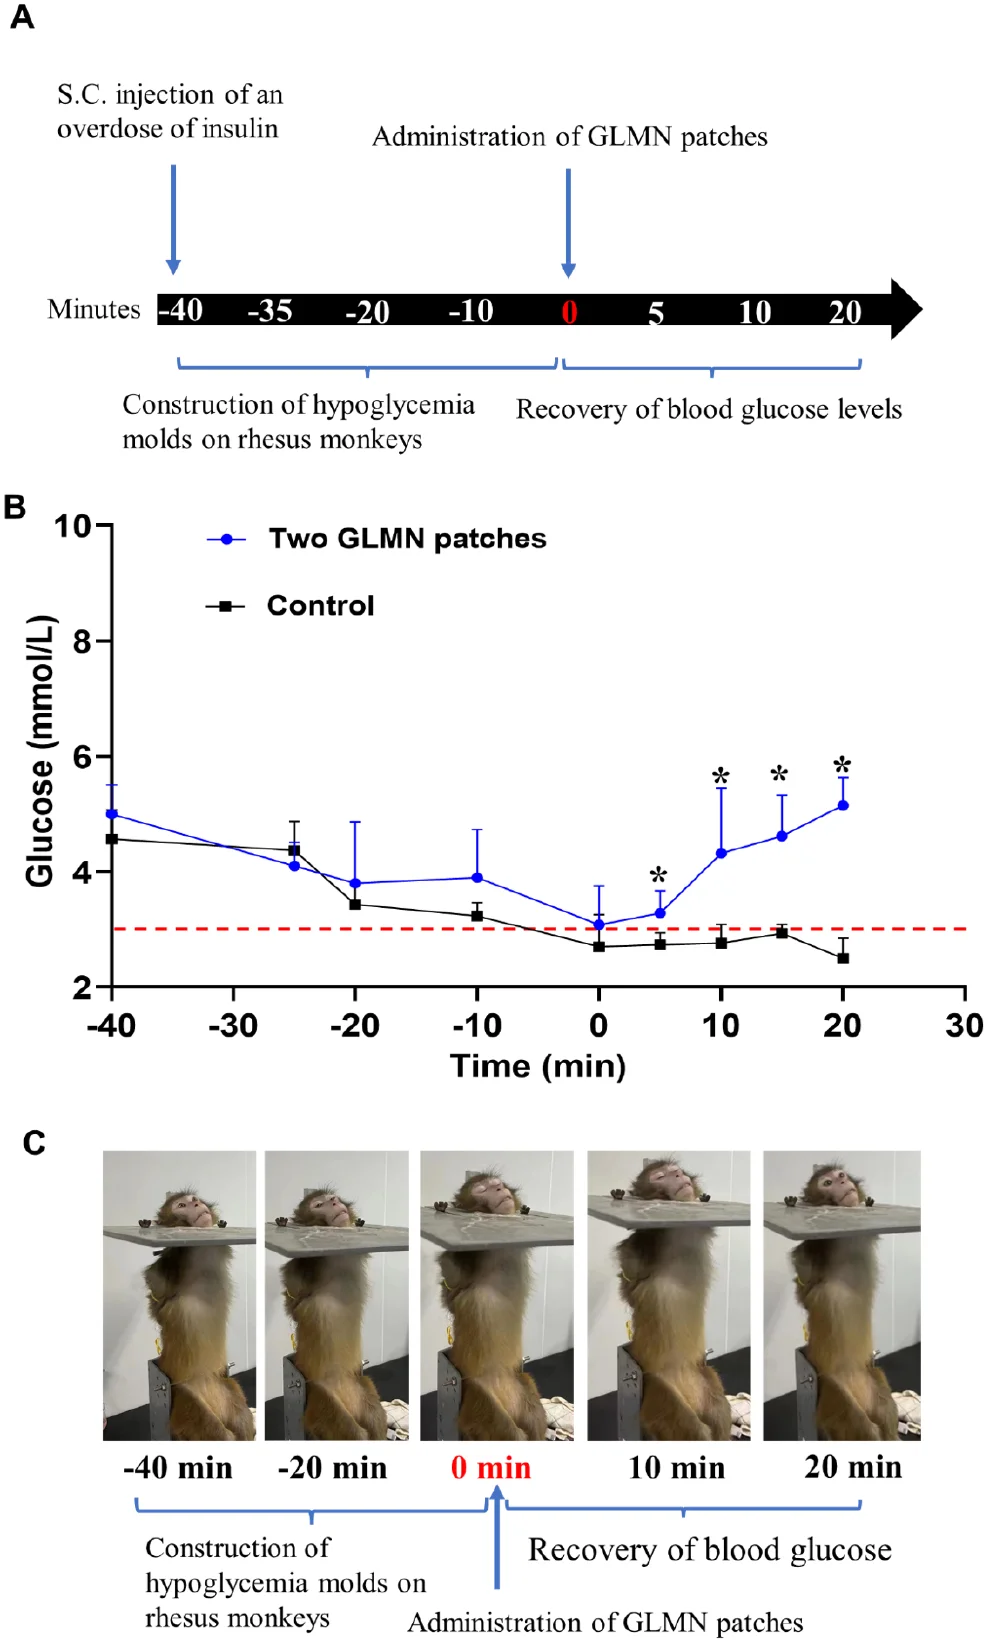 A
S.C. injection of an
overdose of insulin
Administration of GLMN patches
Minutes -40 -35 -20 -10 0 5 10 20
Construction of hypoglycemia
molds on rhesus monkeys
Recovery of blood glucose levels
B
Two GLMN patches
Control
Glucose (mmol/L)
10
8
6
4
2
* * * *
-40 -30 -20 -10 0 10 20 30
Time (min)
C
-40 min -20 min 0 min 10 min 20 min
Construction of
hypoglycemia molds on
rhesus monkeys
Recovery of blood glucose
Administration of GLMN patches